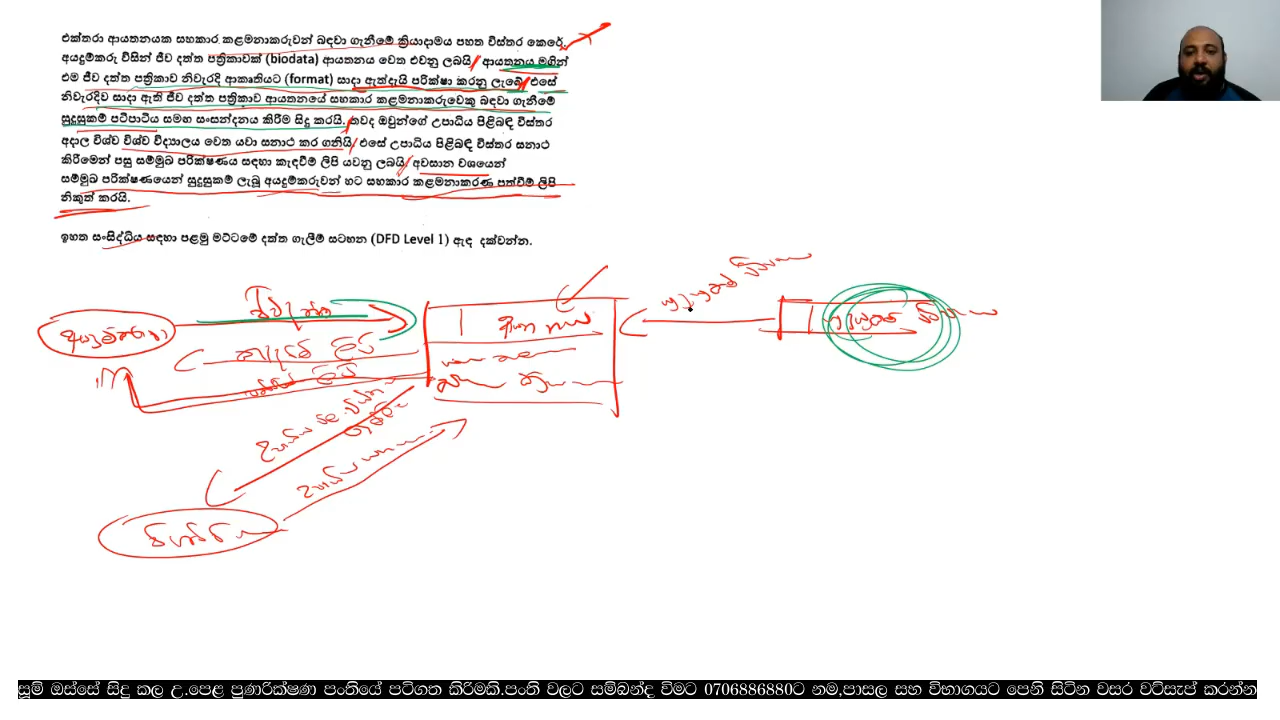 එක්තරා ආයතනයක සහකාර කළමනාකරුවන් බඳවා ගැනීමේ ක්‍රියාදාමය පහත විස්තර කෙරේ.
අයදුම්කරු විසින් ජීව දත්ත පත්‍රිකාවක් (biodata) ආයතනය වෙත එවනු ලබයි. ආයතනය මගින්
එම ජීව දත්ත පත්‍රිකාව නිවැරදි ආකෘතියට (format) සාදා ඇත්දැයි පරික්ෂා කරනු ලැබේ. එසේ
නිවැරදිව සාදා ඇති ජීව දත්ත පත්‍රිකාව ආයතනයේ සහකාර කළමනාකරුවෙකු බඳවා ගැනීමේ
සුදුසුකම් පටිපාටිය සමඟ සංසන්දනය කිරීම සිදු කරයි. තවද ඔවුන්ගේ උපාධිය පිළිබඳ විස්තර
අදාල විශ්ව විශ්ව විද්‍යාලය වෙත යවා සනාථ කර ගනියි. එසේ උපාධිය පිළිබඳ විස්තර සනාථ
කිරීමෙන් පසු සම්මුඛ පරික්ෂණය සඳහා කැඳවීම් ලිපි යවනු ලබයි. අවසාන වශයෙන්
සම්මුඛ පරික්ෂණයෙන් සුදුසුකම් ලැබූ අයදුම්කරුවන් හට සහකාර කළමනාකරණ පත්වීම් ලිපි
නිකුත් කරයි.
ඉහත සංසිද්ධිය සඳහා පළමු මට්ටමේ දත්ත ගැලීම් සටහන (DFD Level 1) ඇඳ දක්වන්න.
ජීව දත්ත
කැඳවීම් ලිපි
සූම් ඔස්සේ සිදු කල උ.පෙළ පුණරීක්ෂණ පංතියේ පටිගත කිරීමකි.පංති වලට සම්බන්ද වීමට 0706886880ට නම,පාසල සහ විභාගයට පෙනී සිටින වසර වට්සැප් කරන්න